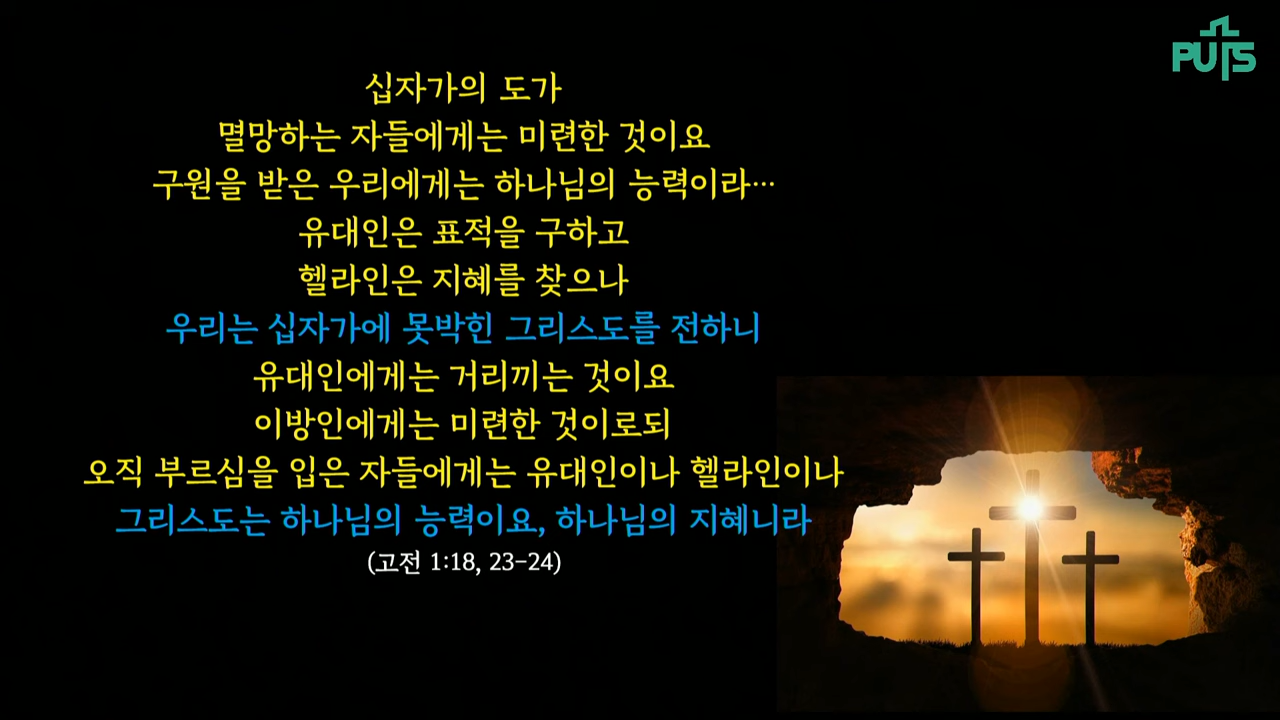 PUTS
십자가의 도가
멸망하는 자들에게는 미련한 것이요
구원을 받은 우리에게는 하나님의 능력이라…
유대인은 표적을 구하고
헬라인은 지혜를 찾으나
우리는 십자가에 못박힌 그리스도를 전하니
유대인에게는 거리끼는 것이요
이방인에게는 미련한 것이로되
오직 부르심을 입은 자들에게는 유대인이나 헬라인이나
그리스도는 하나님의 능력이요, 하나님의 지혜니라
(고전 1:18, 23-24)